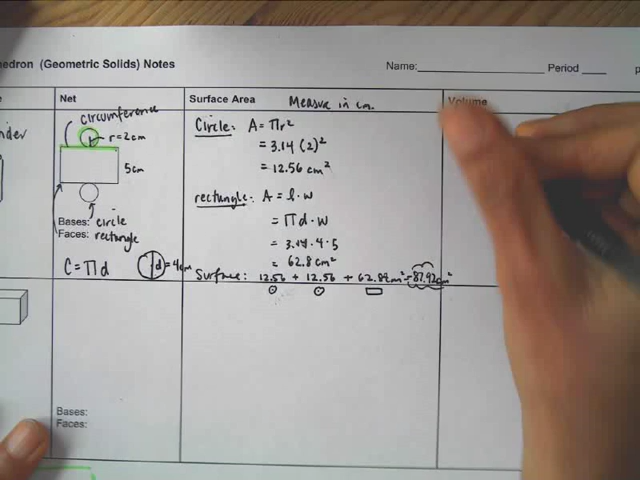 edron (Geometric Solids) Notes
Name: Period
Net
Surface Area Measure in cm.
Volume
circumference
r=2cm
5cm
Bases: circle
Faces: rectangle
C = πd
d = 4cm
Circle: A = πr²
= 3.14 (2)²
= 12.56 cm²
rectangle: A = l · w
= πd · w
= 3.14 · 4 · 5
= 62.8 cm²
Surface: 12.56 + 12.56 + 62.8 cm² = 87.92 cm²
Bases:
Faces: